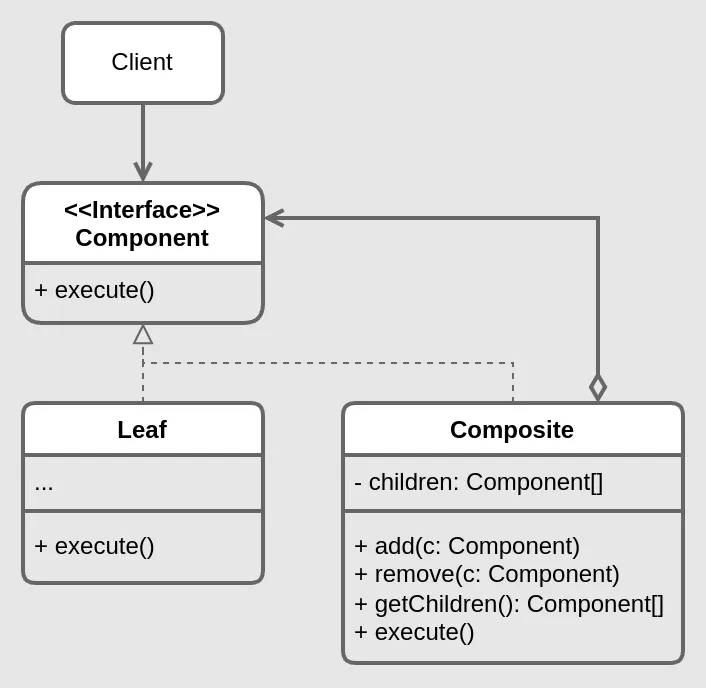 Client
<<Interface>>
Component
+ execute()
Leaf
...
+ execute()
Composite
- children: Component[]
+ add(c: Component)
+ remove(c: Component)
+ getChildren(): Component[]
+ execute()